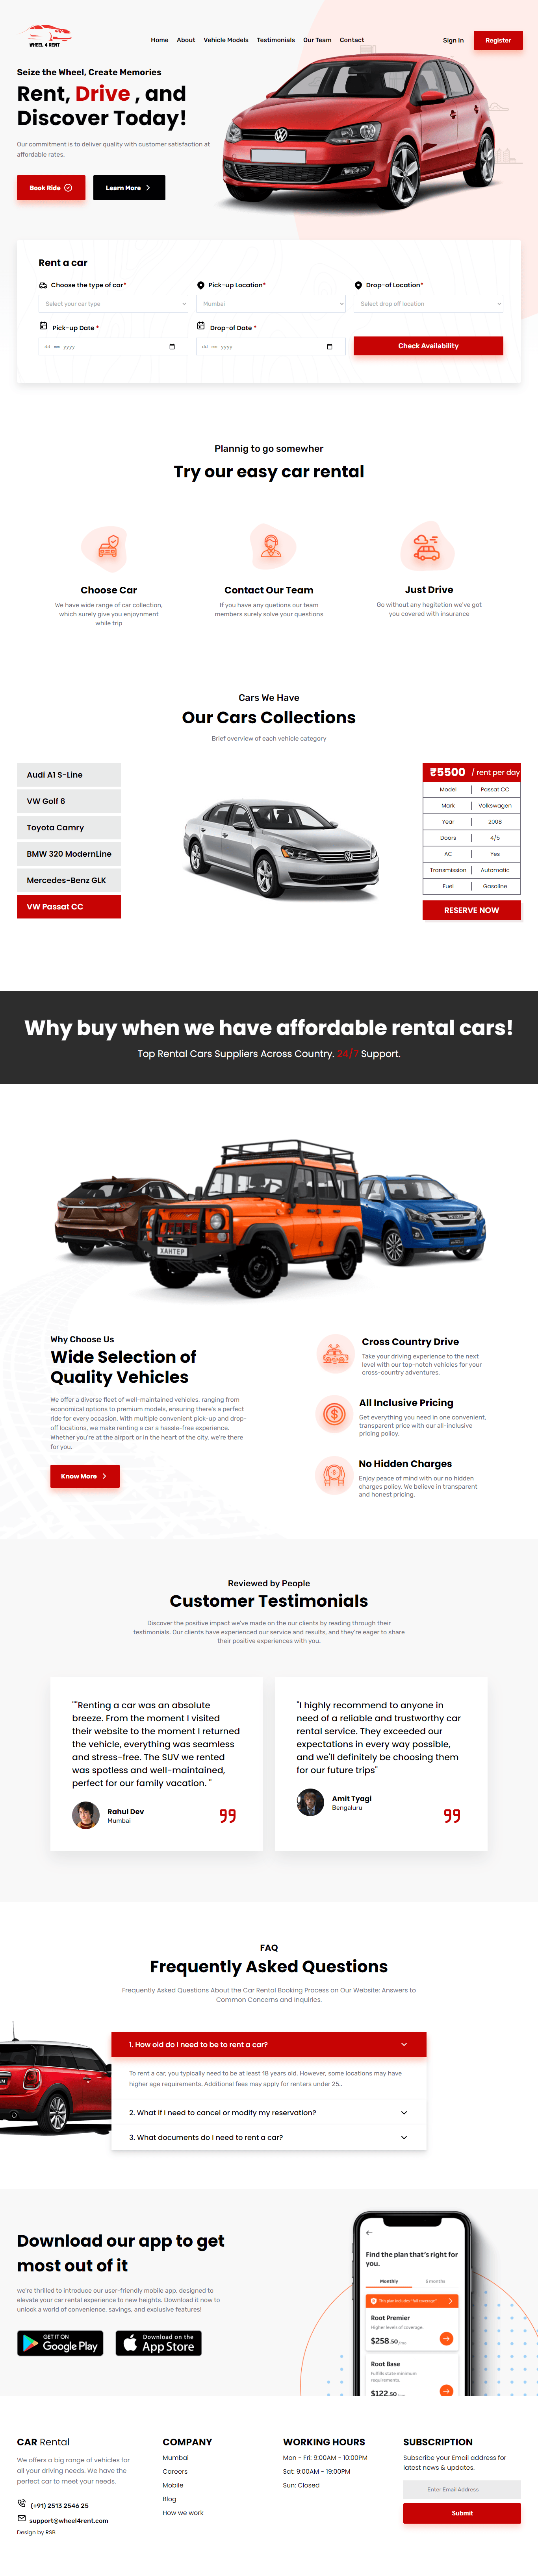 WHEEL 4 RENT
Home About Vehicle Models Testimonials Our Team Contact
Sign In Register
Seize the Wheel, Create Memories
Rent, Drive , and
Discover Today!
Our commitment is to deliver quality with customer satisfaction at
affordable rates.
Book Ride Learn More
Rent a car
Choose the type of car* Pick-up Location* Drop-of Location*
Select your car type Mumbai Select drop off location
Pick-up Date * Drop-of Date *
dd-mm-yyyy dd-mm-yyyy Check Availability
Plannig to go somewher
Try our easy car rental
Choose Car
We have wide range of car collection,
which surely give you enjoynment
while trip
Contact Our Team
If you have any quetions our team
members surely solve your questions
Just Drive
Go without any hegitetion we've got
you covered with insurance
Cars We Have
Our Cars Collections
Brief overview of each vehicle category
Audi A1 S-Line
VW Golf 6
Toyota Camry
BMW 320 ModernLine
Mercedes-Benz GLK
VW Passat CC
₹5500 / rent per day
Model Passat CC
Mark Volkswagen
Year 2008
Doors 4/5
AC Yes
Transmission Automatic
Fuel Gasoline
RESERVE NOW
Why buy when we have affordable rental cars!
Top Rental Cars Suppliers Across Country. 24/7 Support.
ХАНТЕР
Why Choose Us
Wide Selection of
Quality Vehicles
We offer a diverse fleet of well-maintained vehicles, ranging from
economical options to premium models, ensuring there's a perfect
ride for every occasion. With multiple convenient pick-up and drop-
off locations, we make renting a car a hassle-free experience.
Whether you're at the airport or in the heart of the city, we're there
for you.
Know More
Cross Country Drive
Take your driving experience to the next
level with our top-notch vehicles for your
cross-country adventures.
All Inclusive Pricing
Get everything you need in one convenient,
transparent price with our all-inclusive
pricing policy.
No Hidden Charges
Enjoy peace of mind with our no hidden
charges policy. We believe in transparent
and honest pricing.
Reviewed by People
Customer Testimonials
Discover the positive impact we've made on the our clients by reading through their
testimonials. Our clients have experienced our service and results, and they're eager to share
their positive experiences with you.
""Renting a car was an absolute
breeze. From the moment I visited
their website to the moment I returned
the vehicle, everything was seamless
and stress-free. The SUV we rented
was spotless and well-maintained,
perfect for our family vacation. "
Rahul Dev
Mumbai
"I highly recommend to anyone in
need of a reliable and trustworthy car
rental service. They exceeded our
expectations in every way possible,
and we'll definitely be choosing them
for our future trips"
Amit Tyagi
Bengaluru
FAQ
Frequently Asked Questions
Frequently Asked Questions About the Car Rental Booking Process on Our Website: Answers to
Common Concerns and Inquiries.
1. How old do I need to be to rent a car?
To rent a car, you typically need to be at least 18 years old, However, some locations may have
higher age requirements. Additional fees may apply for renters under 25..
2. What if I need to cancel or modify my reservation?
3. What documents do I need to rent a car?
Download our app to get
most out of it
we're thrilled to introduce our user-friendly mobile app, designed to
elevate your car rental experience to new heights. Download it now to
unlock a world of convenience, savings, and exclusive features!
GET IT ON
Google Play
Download on the
App Store
Find the plan that's right for
you.
Monthly 6 months
This plan includes "full coverage"
Root Premier
Higher levels of coverage.
$258.50
Root Base
Fulfills state minimum
requirements.
$122.50
CAR Rental
We offers a big range of vehicles for
all your driving needs. We have the
perfect car to meet your needs.
(+91) 2513 2546 25
support@wheel4rent.com
Design by RSB
COMPANY
Mumbai
Careers
Mobile
Blog
How we work
WORKING HOURS
Mon - Fri: 9:00AM - 10:00PM
Sat: 9:00AM - 19:00PM
Sun: Closed
SUBSCRIPTION
Subscribe your Email address for
latest news & updates.
Enter Email Address
Submit